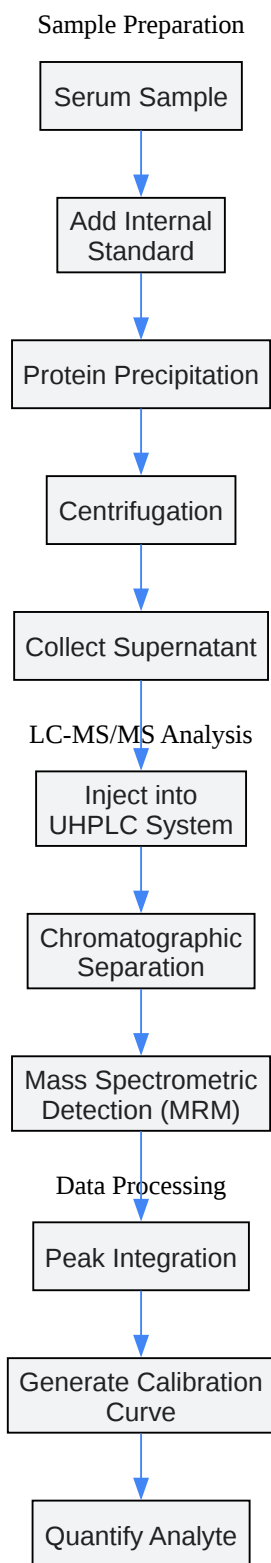 Sample Preparation
Serum Sample
Add Internal
Standard
Protein Precipitation
Centrifugation
Collect Supernatant
LC-MS/MS Analysis
Inject into
UHPLC System
Chromatographic
Separation
Mass Spectrometric
Detection (MRM)
Data Processing
Peak Integration
Generate Calibration
Curve
Quantify Analyte